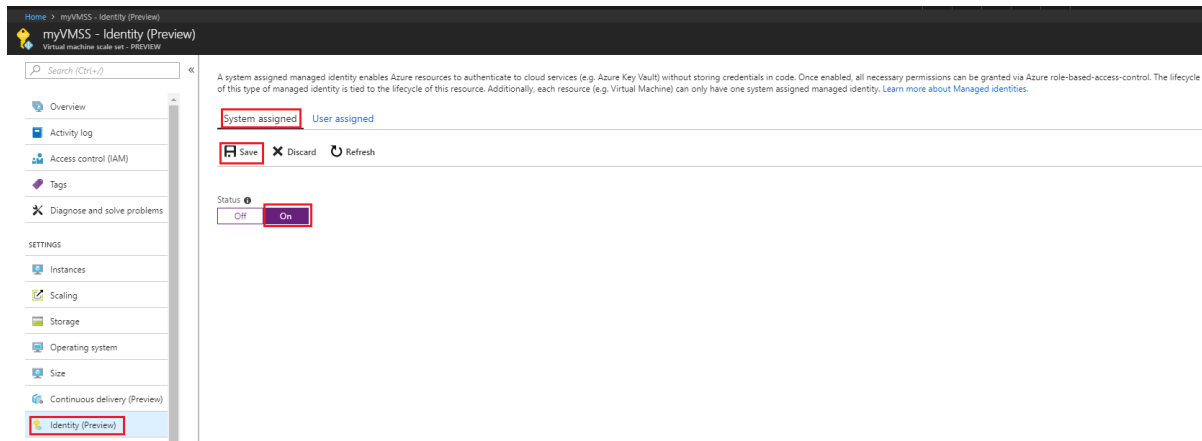 Home > myVMSS - Identity (Preview)
myVMSS - Identity (Preview)
Virtual machine scale set - PREVIEW
Search (Ctrl+/)
«
Overview
Activity log
Access control (IAM)
Tags
Diagnose and solve problems
SETTINGS
Instances
Scaling
Storage
Operating system
Size
Continuous delivery (Preview)
Identity (Preview)
A system assigned managed identity enables Azure resources to authenticate to cloud services (e.g. Azure Key Vault) without storing credentials in code. Once enabled, all necessary permissions can be granted via Azure role-based-access-control. The lifecycle
of this type of managed identity is tied to the lifecycle of this resource. Additionally, each resource (e.g. Virtual Machine) can only have one system assigned managed identity. Learn more about Managed identities.
System assigned User assigned
Save Discard Refresh
Status
Off On